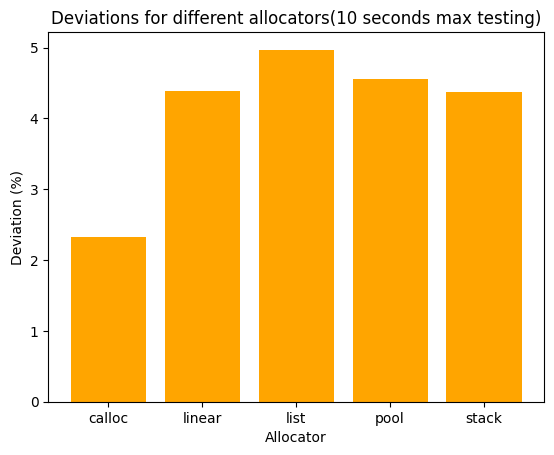 Deviations for different allocators(10 seconds max testing)
5
4
3
2
1
0
Deviation (%)
calloc linear list pool stack
Allocator